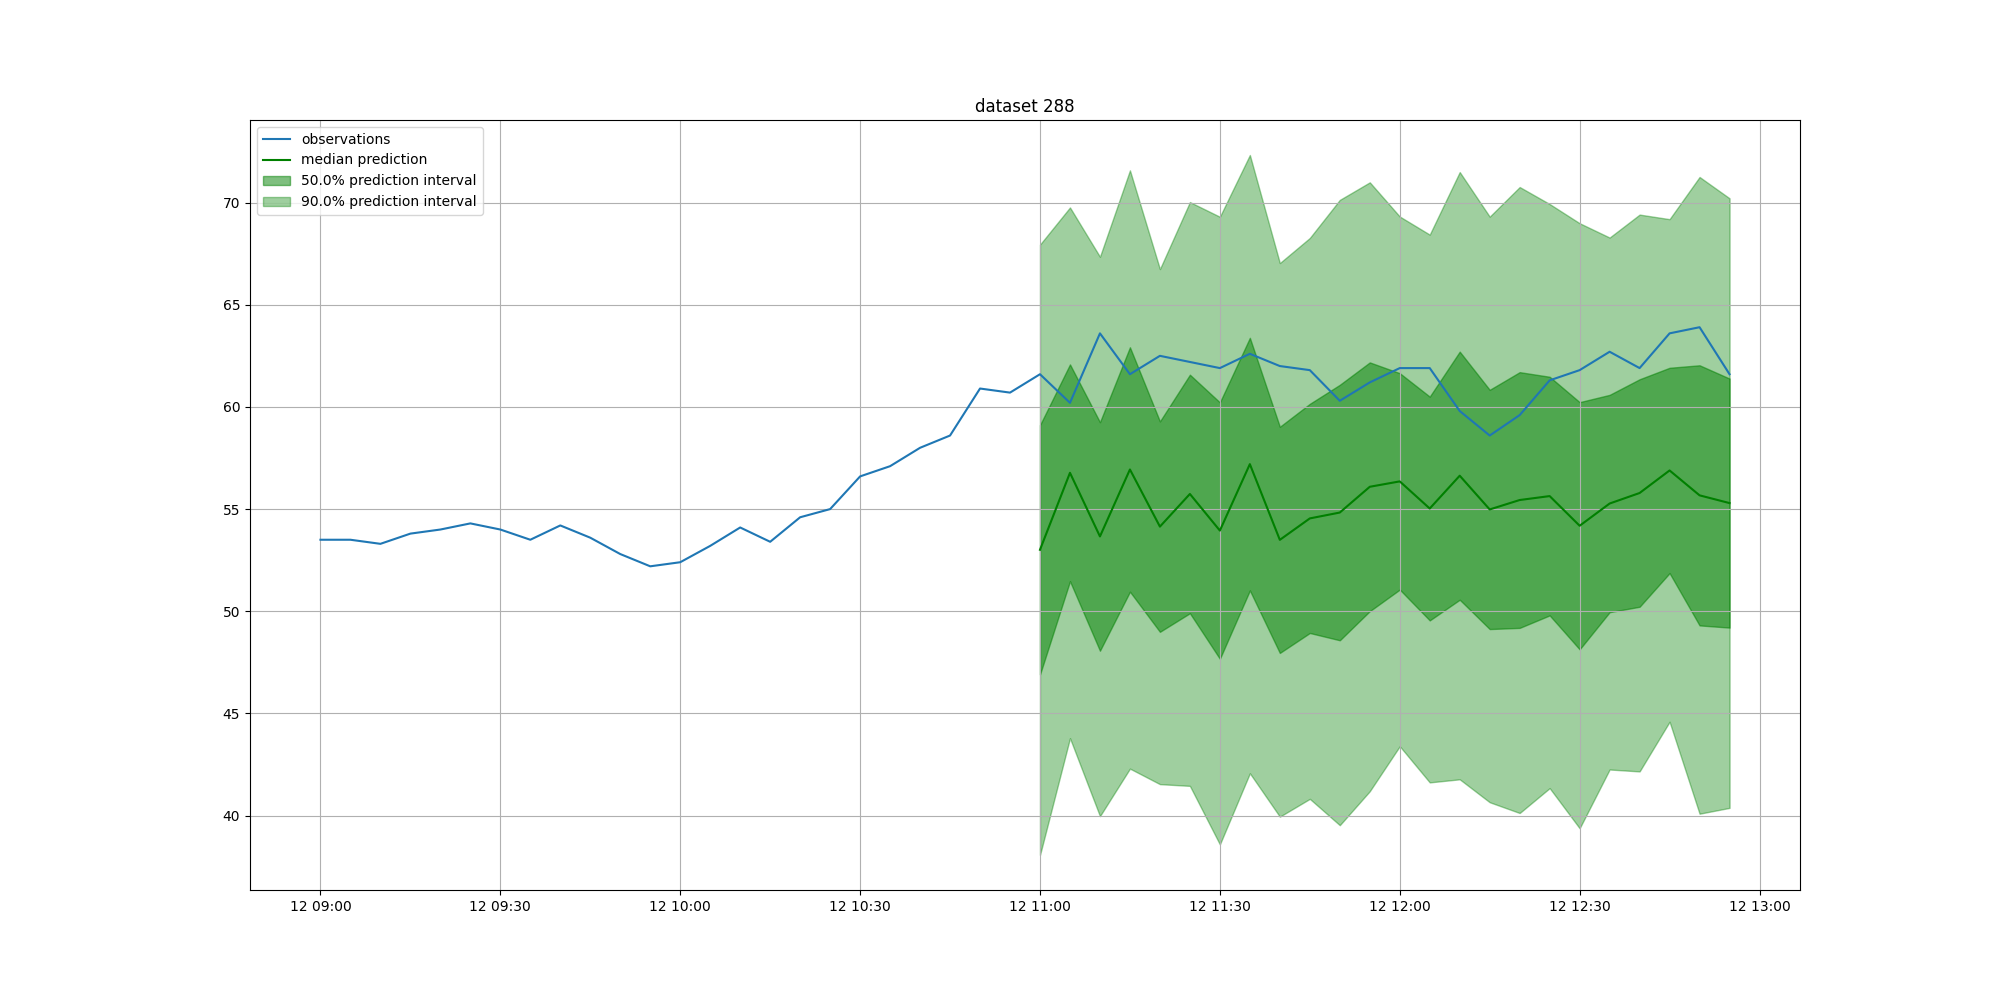 dataset 288
observations
median prediction
50.0% prediction interval
90.0% prediction interval
70
65
60
55
50
45
40
12 09:00 12 09:30 12 10:00 12 10:30 12 11:00 12 11:30 12 12:00 12 12:30 12 13:00